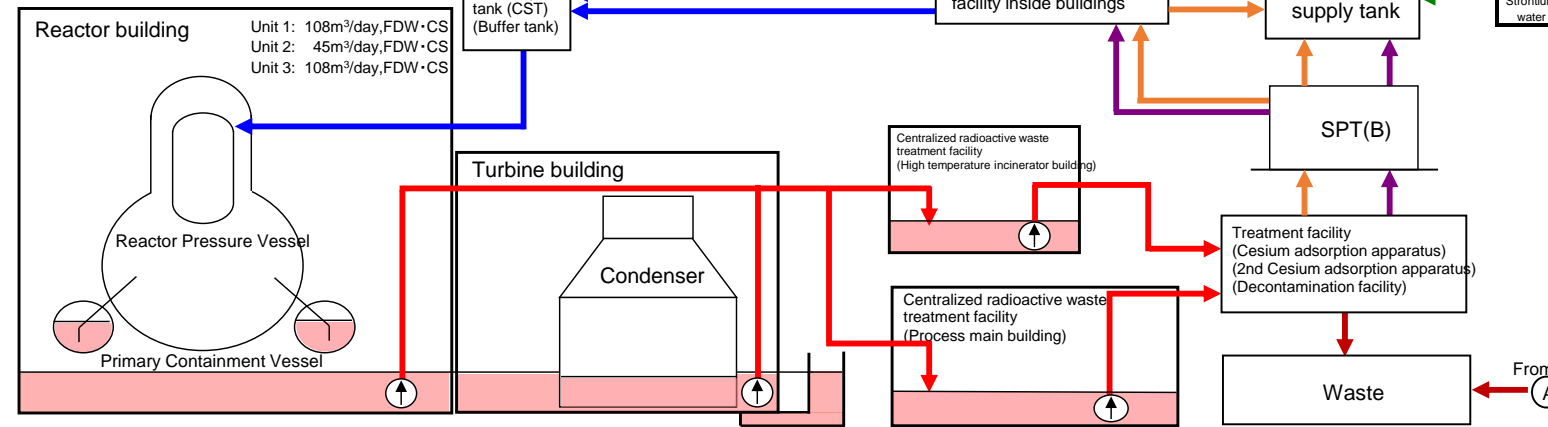 tank (CST)
(Buffer tank)
facility inside buildings
supply tank
water
Reactor building
Unit 1: 108m³/day,FDW・CS
Unit 2: 45m³/day,FDW・CS
Unit 3: 108m³/day,FDW・CS
SPT(B)
Centralized radioactive waste
treatment facility
(High temperature incinerator building)
Turbine building
Reactor Pressure Vessel
Condenser
Treatment facility
(Cesium adsorption apparatus)
(2nd Cesium adsorption apparatus)
(Decontamination facility)
Centralized radioactive waste
treatment facility
(Process main building)
Primary Containment Vessel
Waste
From
A